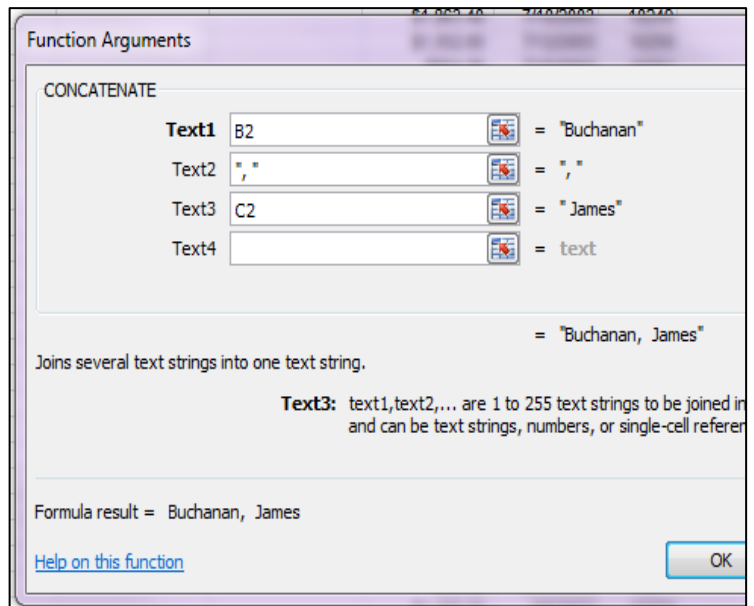 Function Arguments
CONCATENATE
Text1 B2 = "Buchanan"
Text2 ", " = ", "
Text3 C2 = " James"
Text4 = text
= "Buchanan,  James"
Joins several text strings into one text string.
Text3: text1,text2,... are 1 to 255 text strings to be joined in
and can be text strings, numbers, or single-cell referen
Formula result = Buchanan,  James
Help on this function
OK